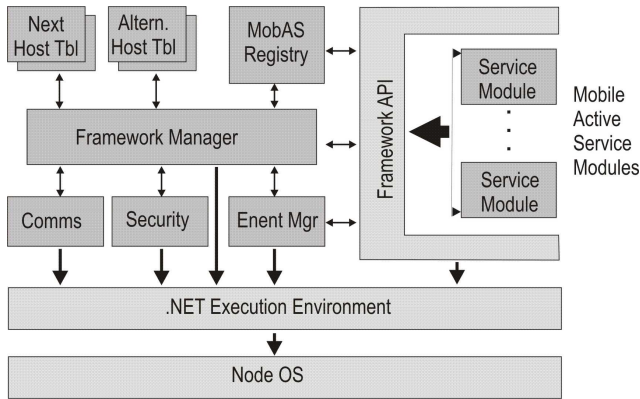 Next
Host Tbl
Altern.
Host Tbl
MobAS
Registry
Framework Manager
Comms
Security
Enent Mgr
Framework API
Service
Module
Service
Module
Mobile
Active
Service
Modules
.NET Execution Environment
Node OS